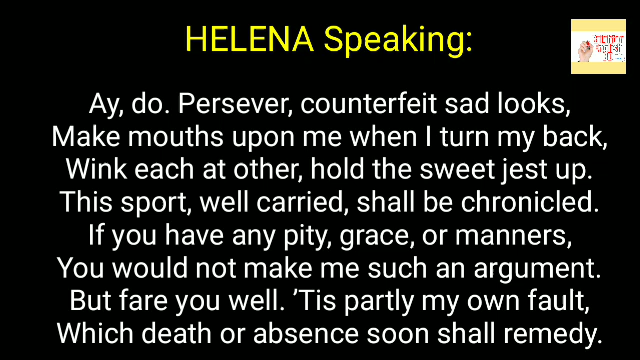 HELENA Speaking:
Ay, do. Persever, counterfeit sad looks,
Make mouths upon me when I turn my back,
Wink each at other, hold the sweet jest up.
This sport, well carried, shall be chronicled.
If you have any pity, grace, or manners,
You would not make me such an argument.
But fare you well. ’Tis partly my own fault,
Which death or absence soon shall remedy.